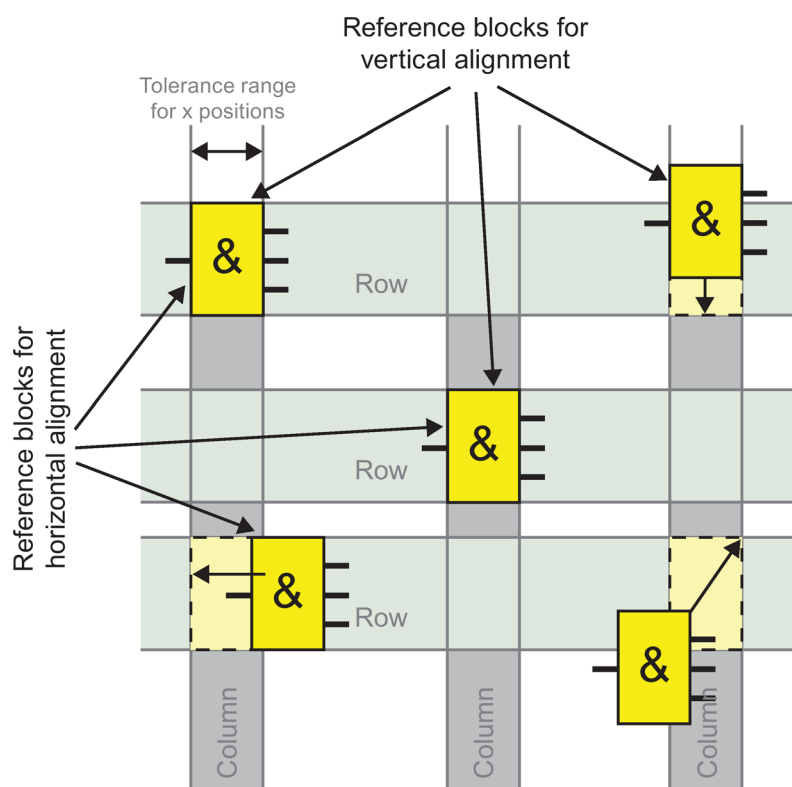 Reference blocks for
vertical alignment
Tolerance range
for x positions
&
&
Row
Reference blocks for
horizontal alignment
&
Row
&
Row
&
Column
Column
Column